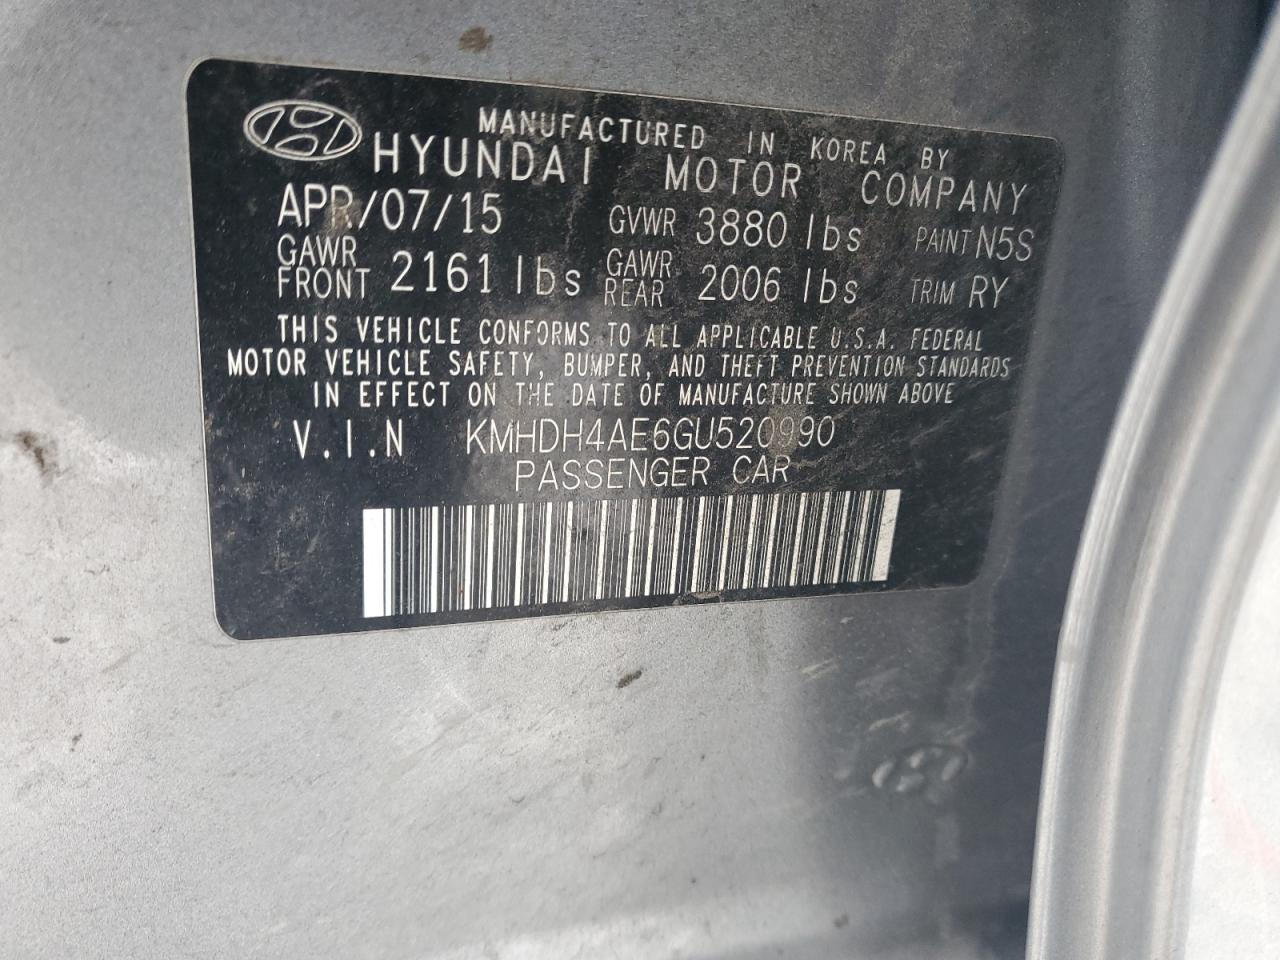 MANUFACTURED IN KOREA BY
HYUNDAI MOTOR COMPANY
APR/07/15 GVWR 3880 lbs PAINT N5S
GAWR FRONT 2161 lbs GAWR REAR 2006 lbs TRIM RY
THIS VEHICLE CONFORMS TO ALL APPLICABLE U.S.A. FEDERAL
MOTOR VEHICLE SAFETY, BUMPER, AND THEFT PREVENTION STANDARDS
IN EFFECT ON THE DATE OF MANUFACTURE SHOWN ABOVE
V.I.N KMHDH4AE6GU520990
PASSENGER CAR